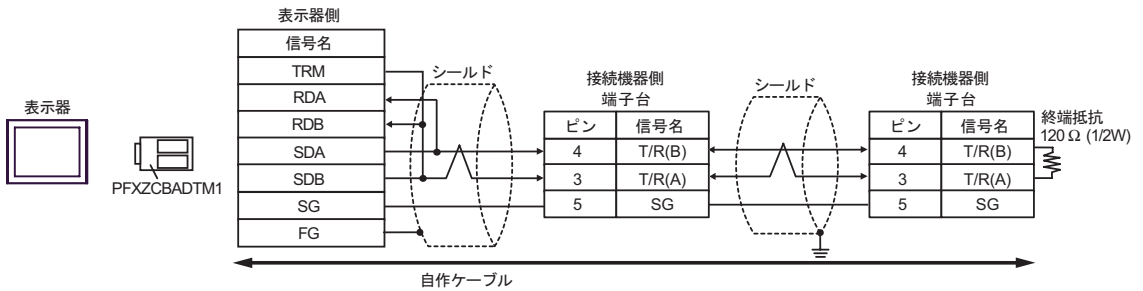 表示器
PFXZCBADTM1
表示器側
信号名
TRM
RDA
RDB
SDA
SDB
SG
FG
シールド
接続機器側
端子台
ピン 信号名
4 T/R(B)
3 T/R(A)
5 SG
シールド
接続機器側
端子台
ピン 信号名
4 T/R(B)
3 T/R(A)
5 SG
終端抵抗
120 Ω (1/2W)
自作ケーブル